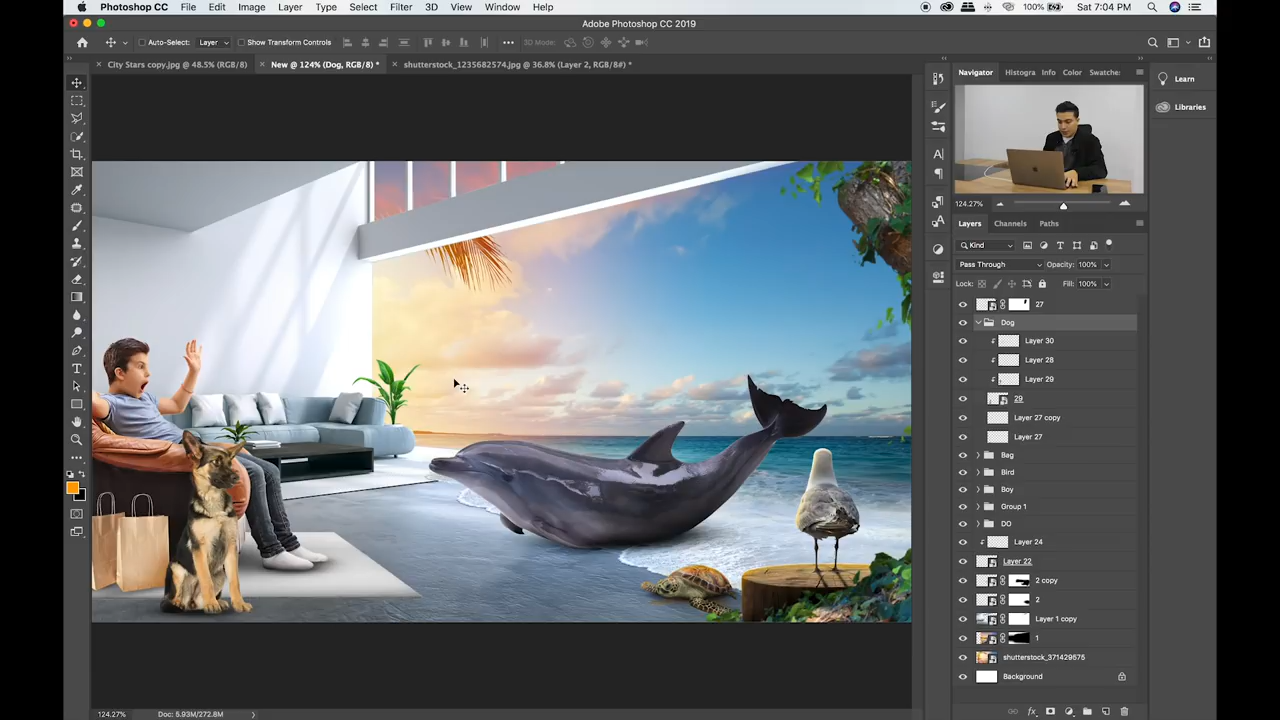 Photoshop CC File Edit Image Layer Type Select Filter 3D View Window Help 100% Sat 7:04 PM
Adobe Photoshop CC 2019
Auto-Select: Layer Show Transform Controls 3D Mode:
City Stars copy.jpg @ 48.5% (RGB/8) New @ 124% (Dog, RGB/8) * shutterstock_1235682574.jpg @ 36.8% (Layer 2, RGB/8#) *
Navigator Histogra Info Color Swatche:
Learn
Libraries
124.27%
Layers Channels Paths
Kind
Pass Through Opacity: 100%
Lock: Fill: 100%
27
Dog
Layer 30
Layer 28
Layer 29
29
Layer 27 copy
Layer 27
Bag
Bird
Boy
Group 1
DO
Layer 24
Layer 22
2 copy
2
Layer 1 copy
1
shutterstock_371429575
Background
124.27% Doc: 5.93M/272.8M